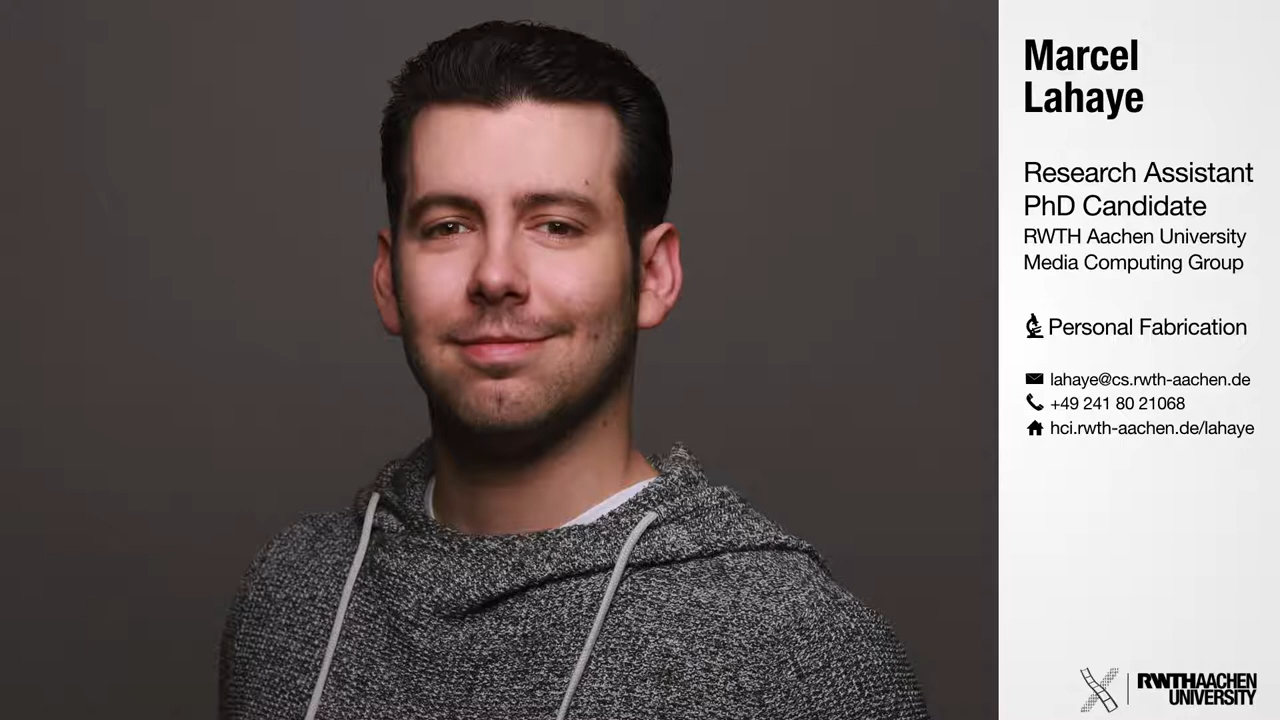 Marcel
Lahaye
Research Assistant
PhD Candidate
RWTH Aachen University
Media Computing Group
Personal Fabrication
lahaye@cs.rwth-aachen.de
+49 241 80 21068
hci.rwth-aachen.de/lahaye
RWTHAACHEN
UNIVERSITY